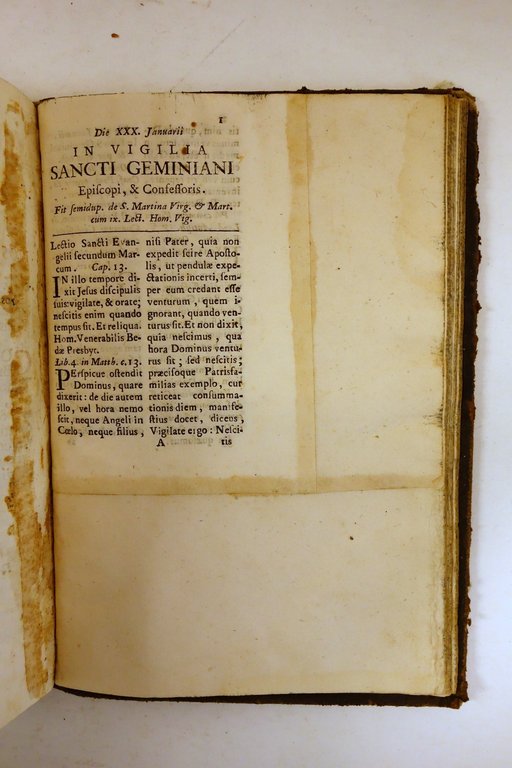 1
Die XXX. Januarii
IN VIGILIA
SANCTI GEMINIANI
Epiſcopi, & Confeſſoris.
Fit ſemidup. de S. Martina Virg. & Mart.
cum ix. Lect. Hom. Vig.
Lectio Sancti Evan-
gelii ſecundum Mar-
cum. Cap. 13.
IN illo tempore di-
xit Jeſus diſcipulis
ſuis: vigilate, & orate;
neſcitis enim quando
tempus ſit. Et reliqua.
Hom. Venerabilis Be-
dæ Presbyt.
Lib. 4. in Matth. c. 13.
PErſpicue oſtendit
Dominus, quare
dixerit: de die autem
illo, vel hora nemo
ſcit, neque Angeli in
Cœlo, neque filius,
niſi Pater, quia non
expedit ſcire Apoſto-
lis, ut pendulæ expe-
ctationis incerti, ſem-
per eum credant eſſe
venturum, quem i-
gnorant, quando ven-
turus ſit. Et non dixit,
quia neſcimus, qua
hora Dominus ventu-
rus ſit; ſed neſcitis;
præciſoque Patrisfa-
milias exemplo, cur
reticeat conſumma-
tionis diem, man fe-
ſtius docet, dicens,
Vigilate ergo: Neſci-
A tis